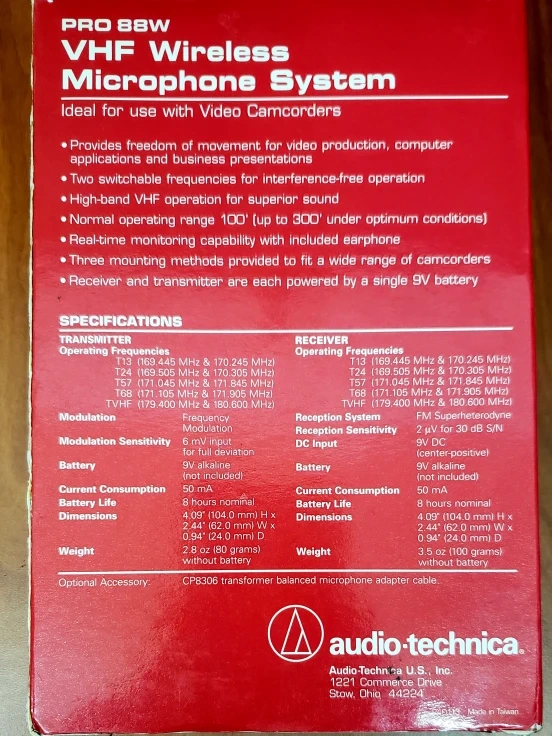 PRO 88W
VHF Wireless
Microphone System
Ideal for use with Video Camcorders
• Provides freedom of movement for video production, computer
applications and business presentations
• Two switchable frequencies for interference-free operation
• High-band VHF operation for superior sound
• Normal operating range 100' (up to 300' under optimum conditions)
• Real-time monitoring capability with included earphone
• Three mounting methods provided to fit a wide range of camcorders
• Receiver and transmitter are each powered by a single 9V battery
SPECIFICATIONS
TRANSMITTER
Operating Frequencies
T13 (169.445 MHz & 170.245 MHz)
T24 (169.505 MHz & 170.305 MHz)
T57 (171.045 MHz & 171.845 MHz)
T68 (171.105 MHz & 171.905 MHz)
TVHF (179.400 MHz & 180.600 MHz)
Modulation Frequency
Modulation
Modulation Sensitivity 6 mV input
for full deviation
Battery 9V alkaline
(not included)
Current Consumption 50 mA
Battery Life 8 hours nominal
Dimensions 4.09" (104.0 mm) H x
2.44" (62.0 mm) W x
0.94" (24.0 mm) D
Weight 2.8 oz (80 grams)
without battery
RECEIVER
Operating Frequencies
T13 (169.445 MHz & 170.245 MHz)
T24 (169.505 MHz & 170.305 MHz)
T57 (171.045 MHz & 171.845 MHz)
T68 (171.105 MHz & 171.905 MHz)
TVHF (179.400 MHz & 180.600 MHz)
Reception System FM Superheterodyne
Reception Sensitivity 2 µV for 30 dB S/N
DC Input 9V DC
(center-positive)
Battery 9V alkaline
(not included)
Current Consumption 50 mA
Battery Life 8 hours nominal
Dimensions 4.09" (104.0 mm) H x
2.44" (62.0 mm) W x
0.94" (24.0 mm) D
Weight 3.5 oz (100 grams)
without battery
Optional Accessory: CP8306 transformer balanced microphone adapter cable.
audio-technica®
Audio-Technica U.S., Inc.
1221 Commerce Drive
Stow, Ohio 44224
Made in Taiwan